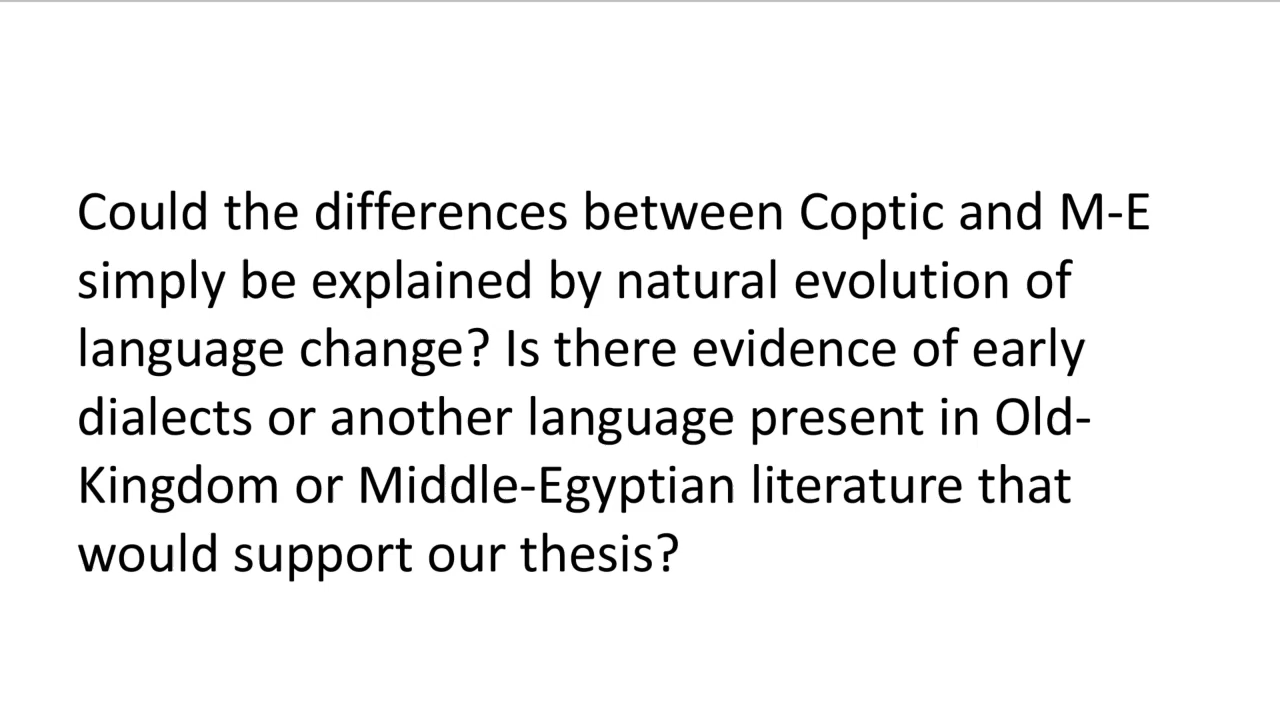 Could the differences between Coptic and M-E
simply be explained by natural evolution of
language change? Is there evidence of early
dialects or another language present in Old-
Kingdom or Middle-Egyptian literature that
would support our thesis?